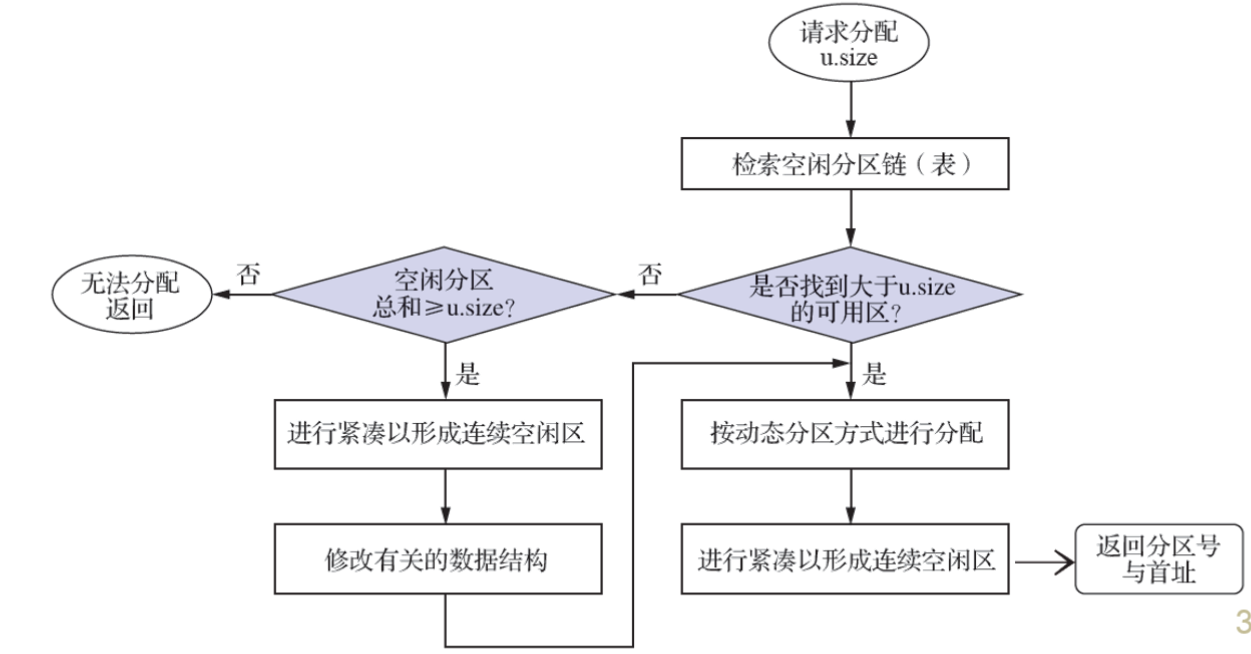 请求分配
u.size
检索空闲分区链（表）
是否找到大于u.size
的可用区？
否
空闲分区
总和≥u.size?
否
无法分配
返回
是
进行紧凑以形成连续空闲区
修改有关的数据结构
是
按动态分区方式进行分配
进行紧凑以形成连续空闲区
返回分区号
与首址
3